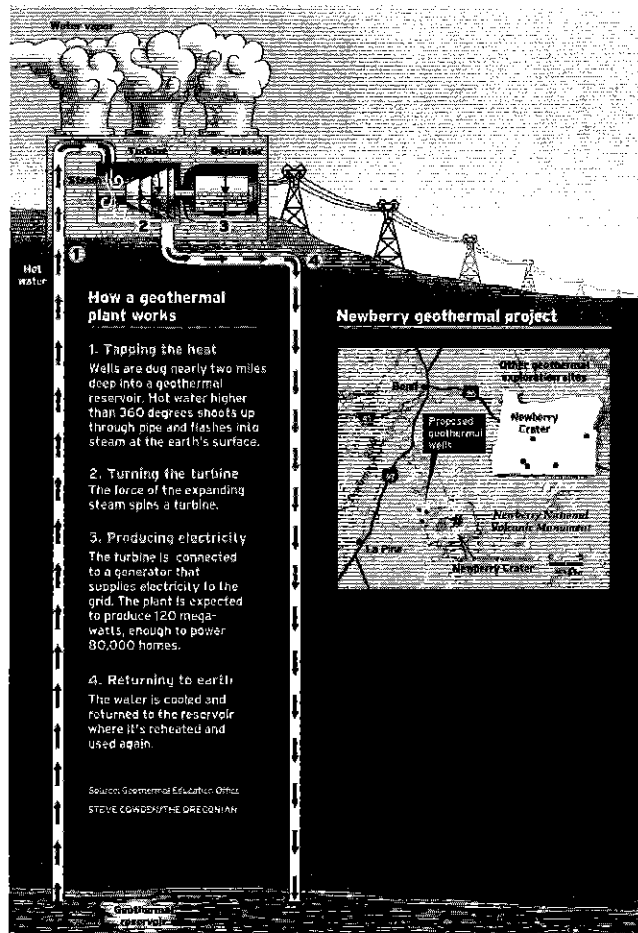 Water vapor
Turbine
Generator
Steam
2
3
1
4
Hot
water
How a geothermal
plant works
1. Tapping the heat
Wells are dug nearly two miles
deep into a geothermal
reservoir. Hot water higher
than 360 degrees shoots up
through pipe and flashes into
steam at the earth's surface.
2. Turning the turbine
The force of the expanding
steam spins a turbine.
3. Producing electricity
The turbine is connected
to a generator that
supplies electricity to the
grid. The plant is expected
to produce 120 mega-
watts, enough to power
80,000 homes.
4. Returning to earth
The water is cooled and
returned to the reservoir
where it's reheated and
used again.
Source: Geothermal Education Office
STEVE COWDEN/THE OREGONIAN
Newberry geothermal project
Other geothermal
exploration sites
Bend
Newberry
Crater
Proposed
geothermal
wells
Newberry National
Volcanic Monument
La Pine
Newberry Crater
Geothermal
reservoir